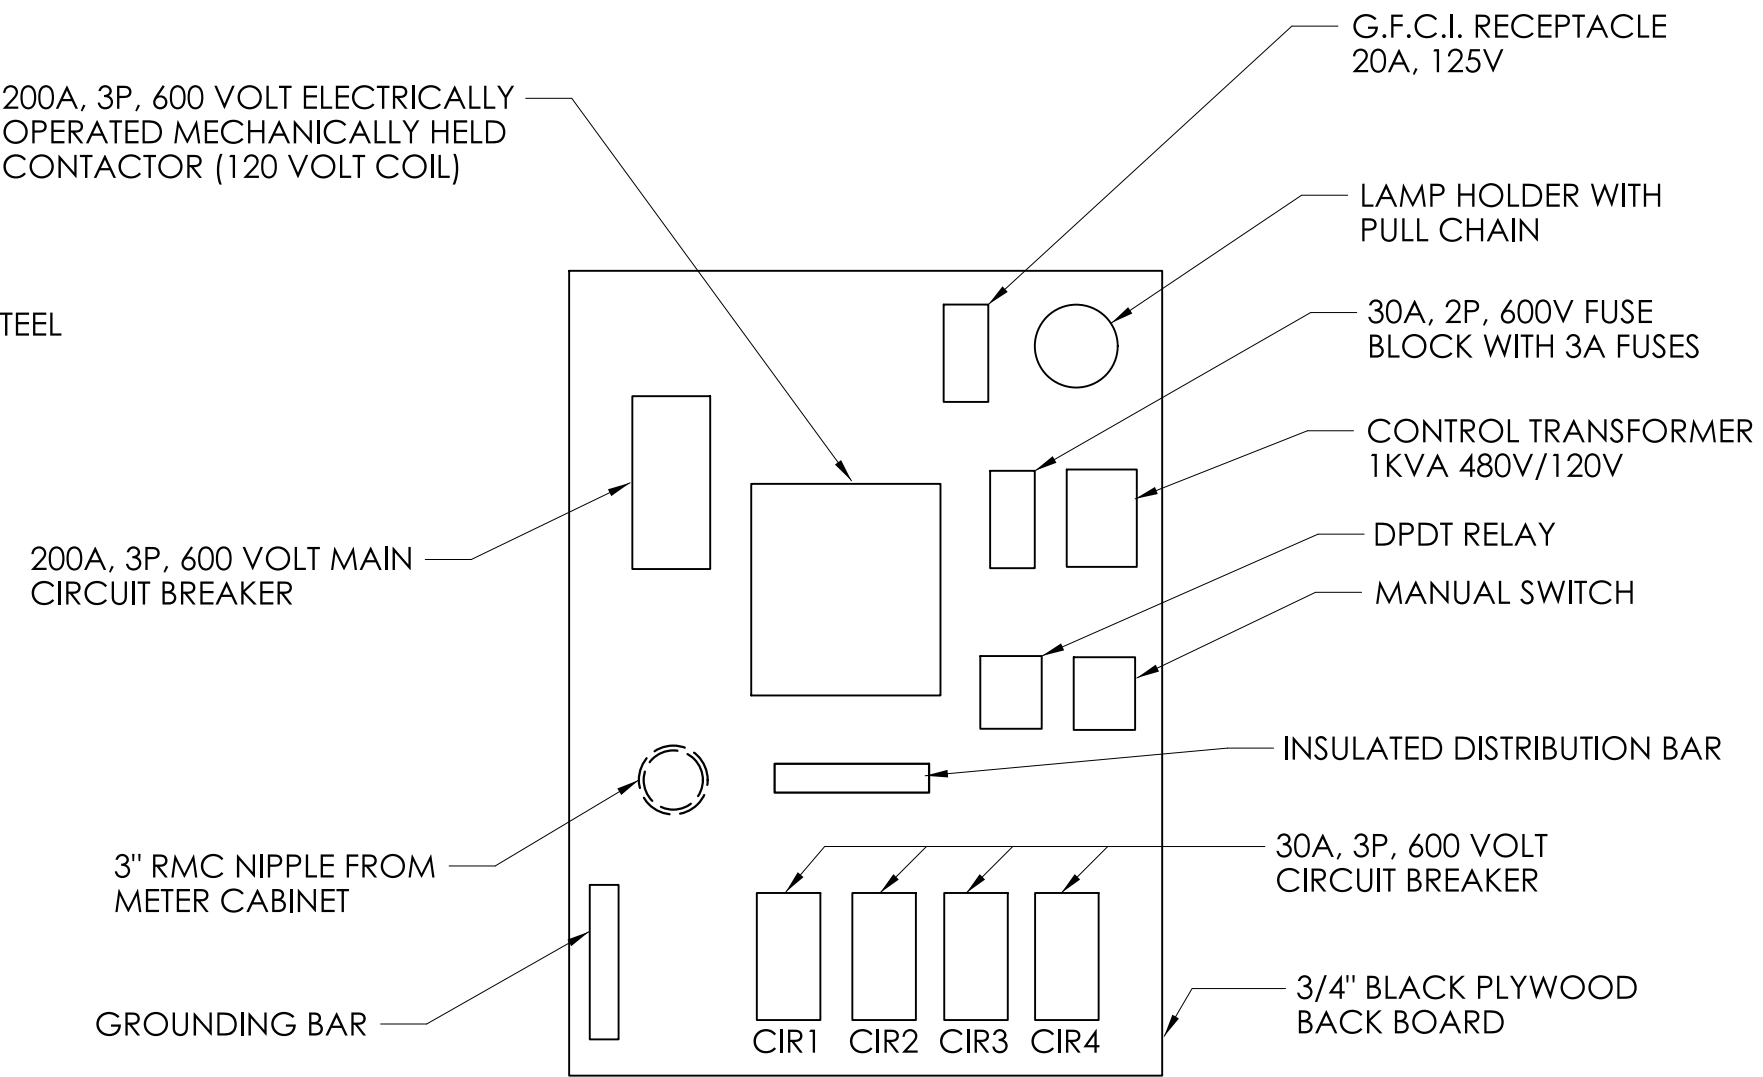 G.F.C.I. RECEPTACLE
20A, 125V
200A, 3P, 600 VOLT ELECTRICALLY
OPERATED MECHANICALLY HELD
CONTACTOR (120 VOLT COIL)
LAMP HOLDER WITH
PULL CHAIN
TEEL
30A, 2P, 600V FUSE
BLOCK WITH 3A FUSES
CONTROL TRANSFORMER
1KVA 480V/120V
200A, 3P, 600 VOLT MAIN
CIRCUIT BREAKER
DPDT RELAY
MANUAL SWITCH
INSULATED DISTRIBUTION BAR
3" RMC NIPPLE FROM
METER CABINET
30A, 3P, 600 VOLT
CIRCUIT BREAKER
GROUNDING BAR
3/4" BLACK PLYWOOD
BACK BOARD
CIR1 CIR2 CIR3 CIR4